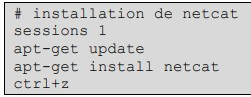 # installation de netcat
sessions 1
apt-get update
apt-get install netcat
ctrl+z